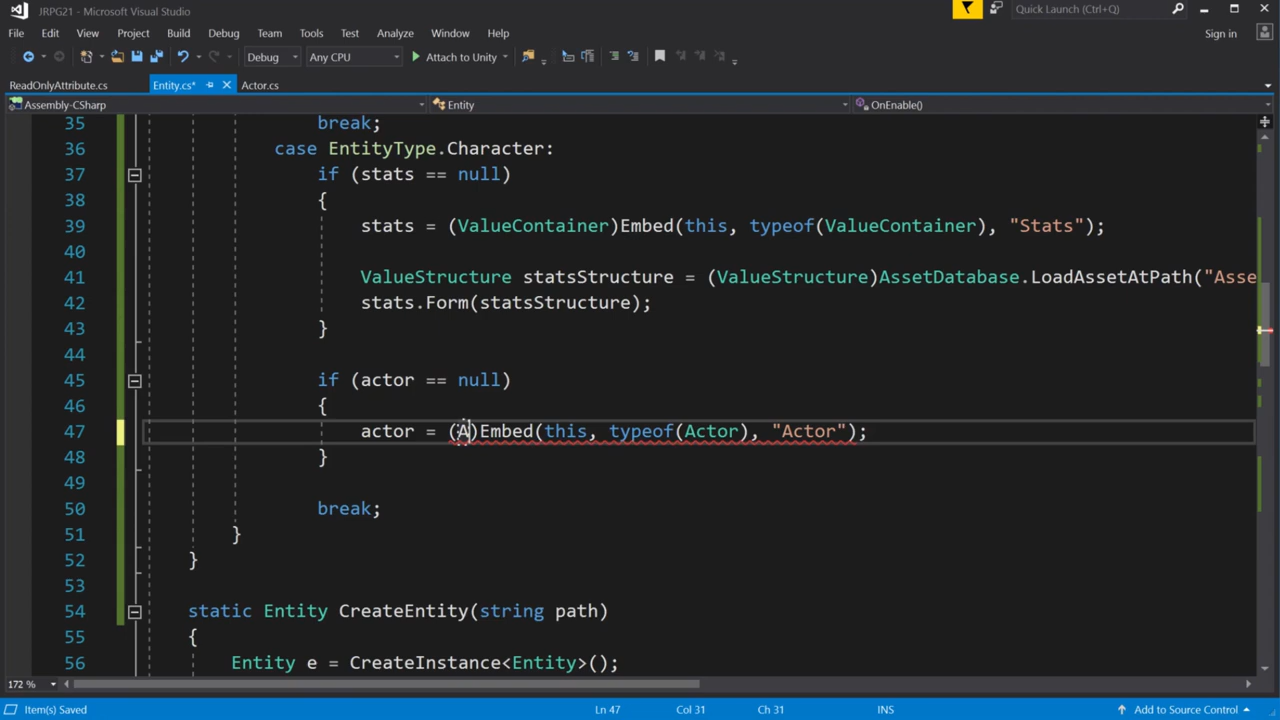 JRPG21 - Microsoft Visual Studio
Quick Launch (Ctrl+Q)
File Edit View Project Build Debug Team Tools Test Analyze Window Help
Sign in
Debug Any CPU Attach to Unity
ReadOnlyAttribute.cs Entity.cs* Actor.cs
Assembly-CSharp Entity OnEnable()
35 break;
36 case EntityType.Character:
37 if (stats == null)
38 {
39 stats = (ValueContainer)Embed(this, typeof(ValueContainer), "Stats");
40
41 ValueStructure statsStructure = (ValueStructure)AssetDatabase.LoadAssetAtPath("Asse
42 stats.Form(statsStructure);
43 }
44
45 if (actor == null)
46 {
47 actor = (A)Embed(this, typeof(Actor), "Actor");
48 }
49
50 break;
51 }
52 }
53
54 static Entity CreateEntity(string path)
55 {
56 Entity e = CreateInstance<Entity>();
172 %
Item(s) Saved Ln 47 Col 31 Ch 31 INS Add to Source Control